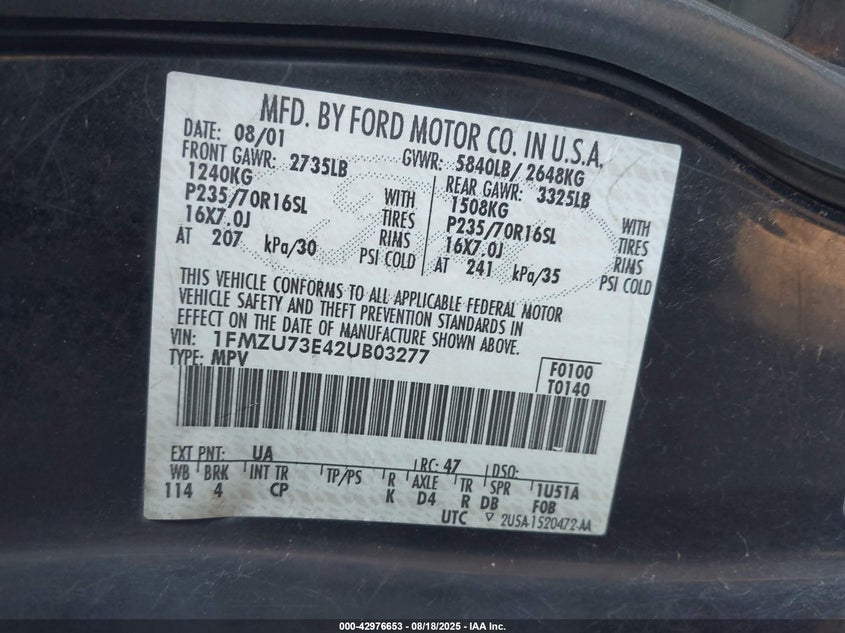 MFD. BY FORD MOTOR CO. IN U.S.A.
DATE: 08/01 GVWR: 5840LB/ 2648KG
FRONT GAWR: 2735LB REAR GAWR: 3325LB
1240KG WITH 1508KG WITH
P235/70R16SL TIRES P235/70R16SL TIRES
16X7.0J RIMS 16X7.0J RIMS
AT 207 kPa/30 PSI COLD AT 241 kPa/35 PSI COLD
THIS VEHICLE CONFORMS TO ALL APPLICABLE FEDERAL MOTOR
VEHICLE SAFETY AND THEFT PREVENTION STANDARDS IN
EFFECT ON THE DATE OF MANUFACTURE SHOWN ABOVE.
VIN: 1FMZU73E42UB03277
TYPE: MPV F0100
T0140
EXT PNT: UA RC: 47 DSO:
WB BRK INT TR TP/PS R AXLE TR SPR 1U51A
114 4 CP K D4 R DB F0B
UTC ▽ 2U5A-1520472-AA
000-42976653 - 08/18/2025 - IAA Inc.